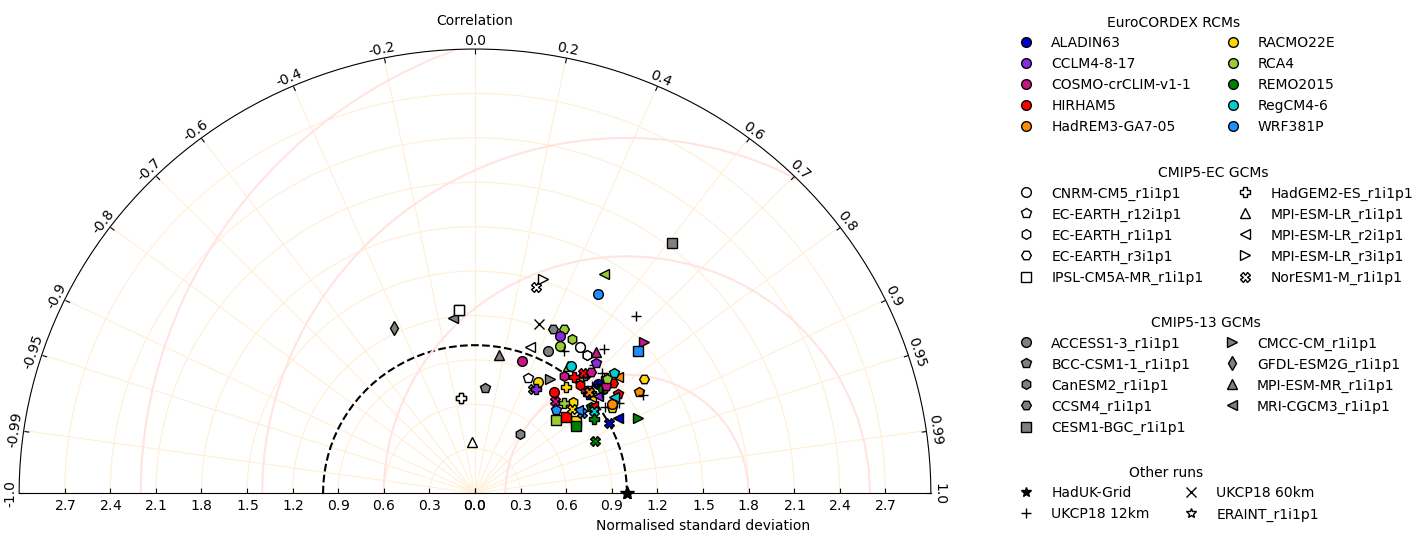 Correlation
-1.0
-0.99
-0.95
-0.9
-0.8
-0.7
-0.6
-0.4
-0.2
0.0
0.2
0.4
0.6
0.7
0.8
0.9
0.95
0.99
1.0
2.7 2.4 2.1 1.8 1.5 1.2 0.9 0.6 0.3 0.0 0.3 0.6 0.9 1.2 1.5 1.8 2.1 2.4 2.7
Normalised standard deviation
EuroCORDEX RCMs
ALADIN63 RACMO22E
CCLM4-8-17 RCA4
COSMO-crCLIM-v1-1 REMO2015
HIRHAM5 RegCM4-6
HadREM3-GA7-05 WRF381P
CMIP5-EC GCMs
CNRM-CM5_r1i1p1 HadGEM2-ES_r1i1p1
EC-EARTH_r12i1p1 MPI-ESM-LR_r1i1p1
EC-EARTH_r1i1p1 MPI-ESM-LR_r2i1p1
EC-EARTH_r3i1p1 MPI-ESM-LR_r3i1p1
IPSL-CM5A-MR_r1i1p1 NorESM1-M_r1i1p1
CMIP5-13 GCMs
ACCESS1-3_r1i1p1 CMCC-CM_r1i1p1
BCC-CSM1-1_r1i1p1 GFDL-ESM2G_r1i1p1
CanESM2_r1i1p1 MPI-ESM-MR_r1i1p1
CCSM4_r1i1p1 MRI-CGCM3_r1i1p1
CESM1-BGC_r1i1p1
Other runs
HadUK-Grid UKCP18 60km
UKCP18 12km ERAINT_r1i1p1